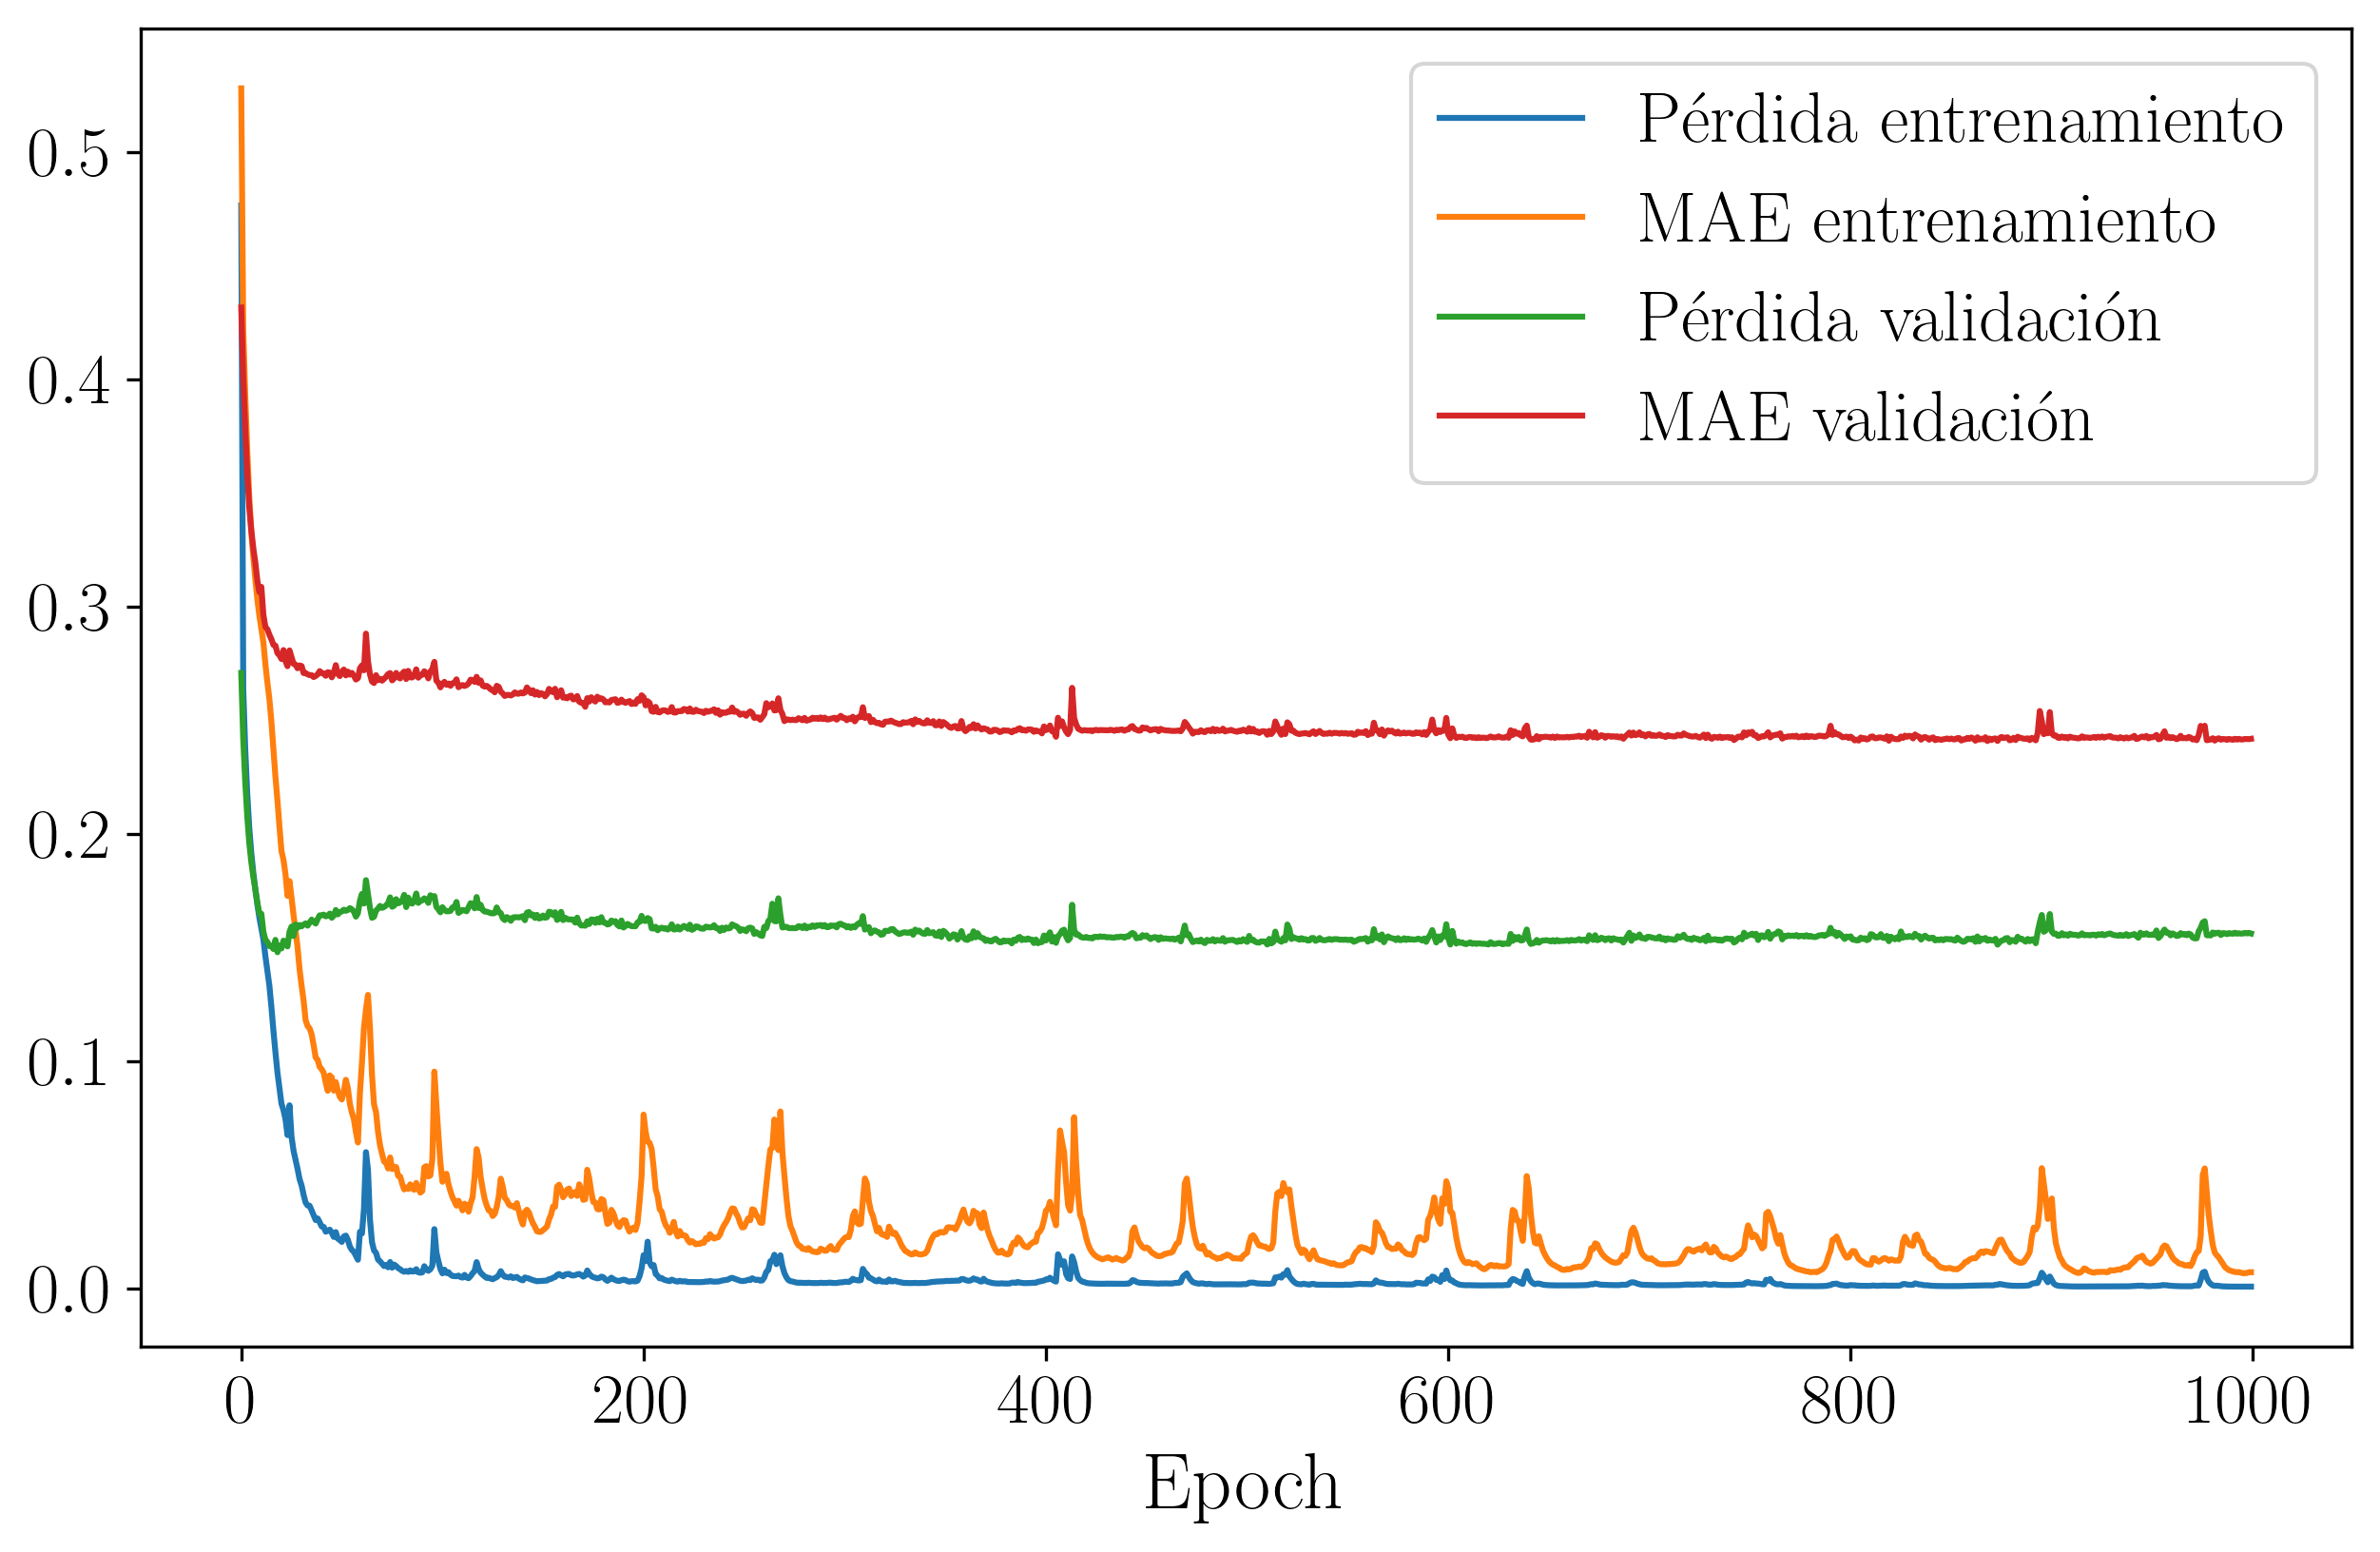 Pérdida entrenamiento
MAE entrenamiento
Pérdida validación
MAE validación
0.5
0.4
0.3
0.2
0.1
0.0
0 200 400 600 800 1000
Epoch